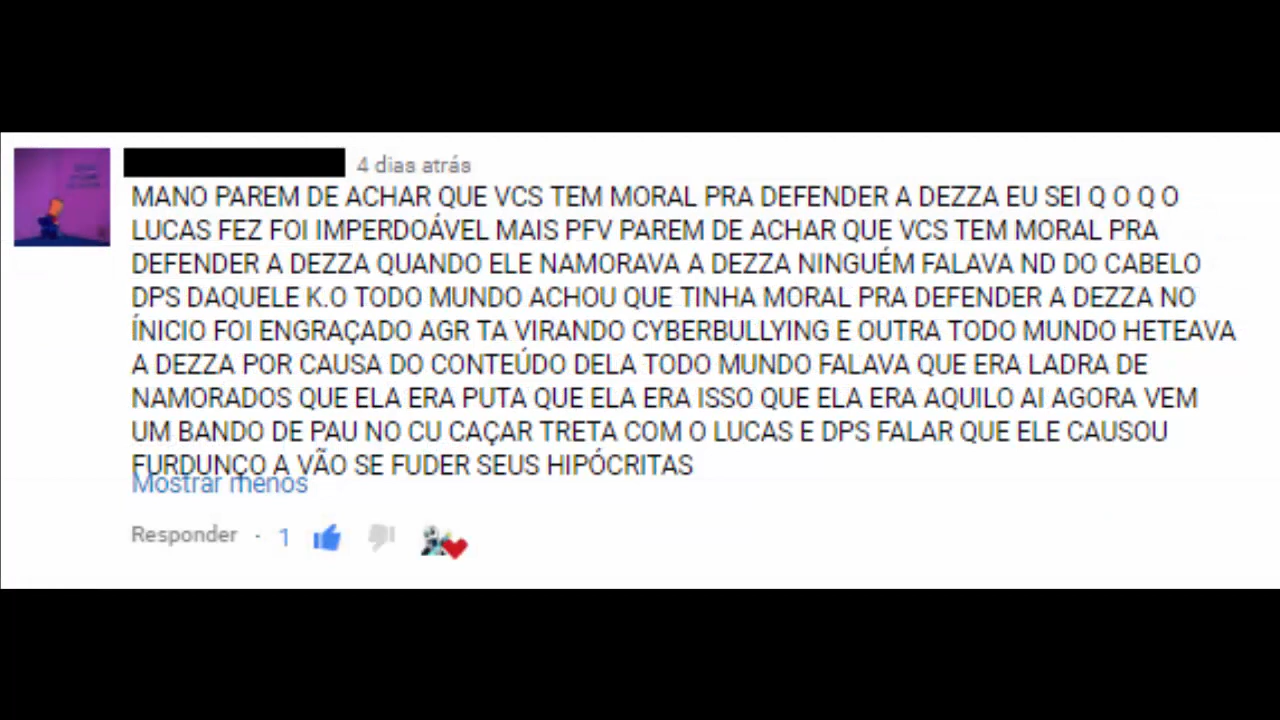 4 dias atrás
MANO PAREM DE ACHAR QUE VCS TEM MORAL PRA DEFENDER A DEZZA EU SEI Q O Q O
LUCAS FEZ FOI IMPERDOÁVEL MAIS PFV PAREM DE ACHAR QUE VCS TEM MORAL PRA
DEFENDER A DEZZA QUANDO ELE NAMORAVA A DEZZA NINGUÉM FALAVA ND DO CABELO
DPS DAQUELE K.O TODO MUNDO ACHOU QUE TINHA MORAL PRA DEFENDER A DEZZA NO
ÍNICIO FOI ENGRAÇADO AGR TA VIRANDO CYBERBULLYING E OUTRA TODO MUNDO HETEAVA
A DEZZA POR CAUSA DO CONTEÚDO DELA TODO MUNDO FALAVA QUE ERA LADRA DE
NAMORADOS QUE ELA ERA PUTA QUE ELA ERA ISSO QUE ELA ERA AQUILO AI AGORA VEM
UM BANDO DE PAU NO CU CAÇAR TRETA COM O LUCAS E DPS FALAR QUE ELE CAUSOU
FURDUNÇO A VÃO SE FUDER SEUS HIPÓCRITAS
Mostrar menos
Responder · 1